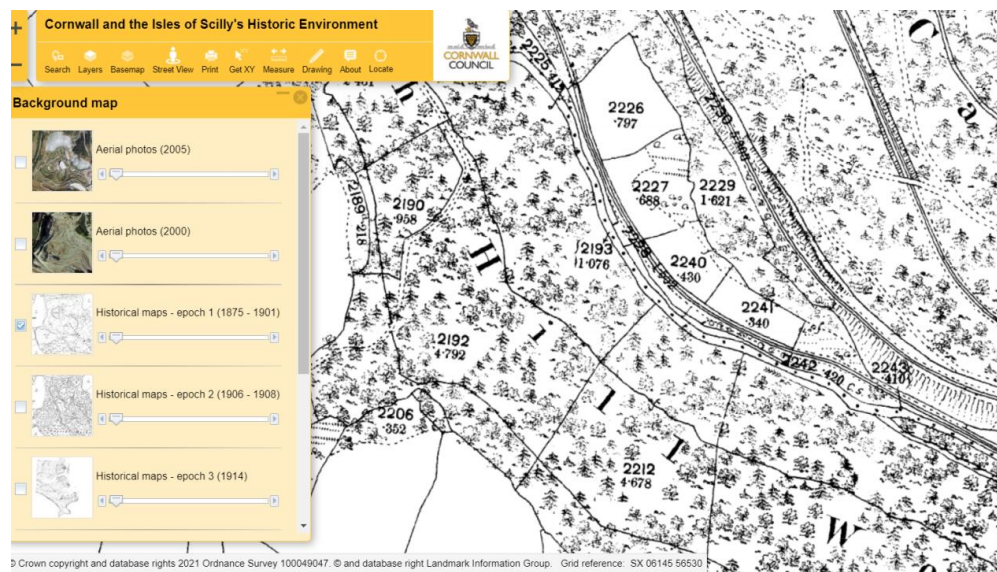 Cornwall and the Isles of Scilly's Historic Environment
Search Layers Basemap Street View Print Get XY Measure Drawing About Locate
CORNWALL
COUNCIL
Background map
Aerial photos (2005)
Aerial photos (2000)
Historical maps - epoch 1 (1875 - 1901)
Historical maps - epoch 2 (1906 - 1908)
Historical maps - epoch 3 (1914)
2226
·797
2227
·688
2229
1·621
2230
2190
·958
2189
·218
2193
1·076
2240
·430
2241
·340
2192
4·792
2242 ·420
2243
·410
2206
·352
2212
4·678
h
H i l l
W
C a
© Crown copyright and database rights 2021 Ordnance Survey 100049047. © and database right Landmark Information Group. Grid reference: SX 06145 56530